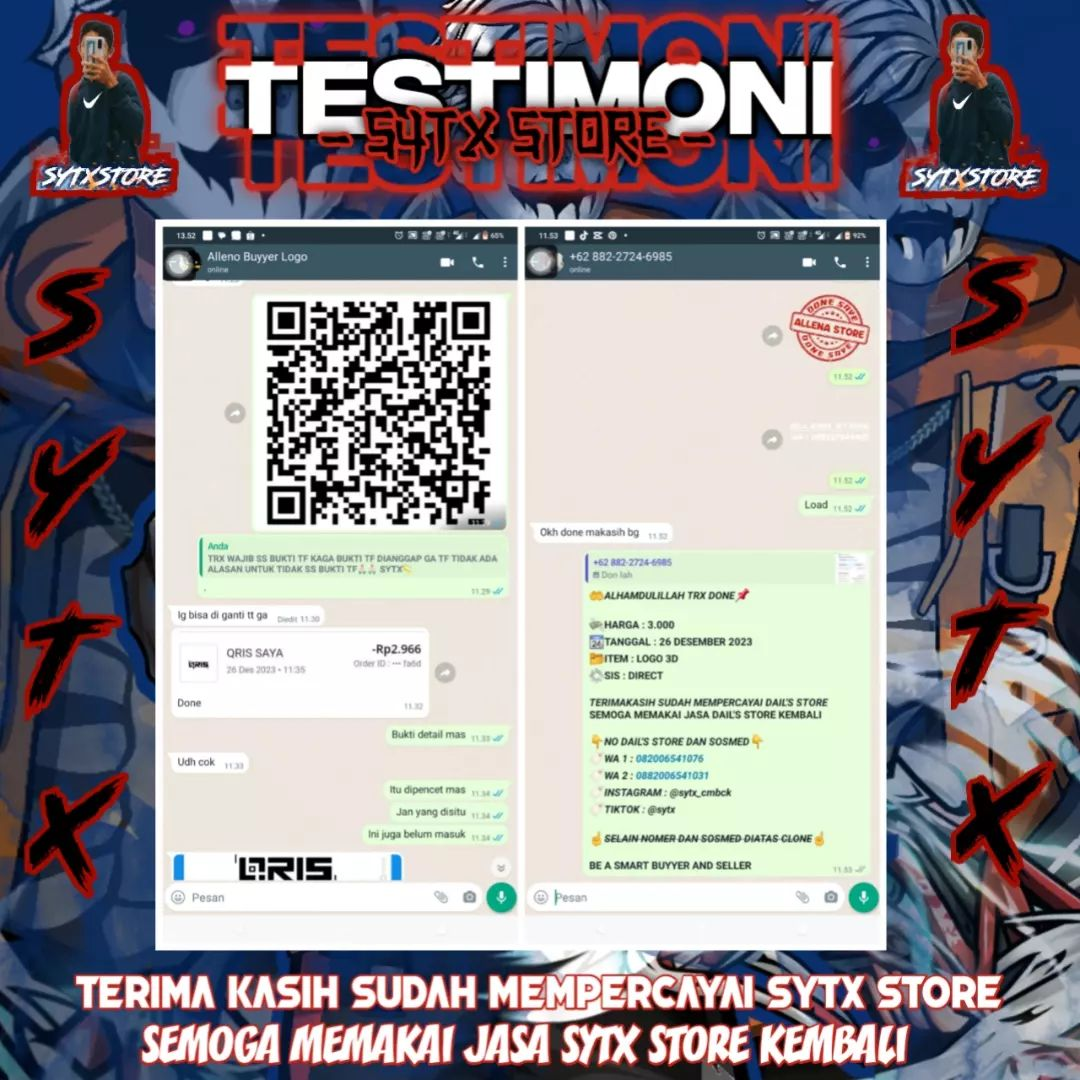 TESTIMONI
- SYTX STORE -
SYTXSTORE
SYTXSTORE
SYTX
SYTX
13.52
65%
Alleno Buyyer Logo
online
Anda
TRX WAJIB SS BUKTI TF KAGA BUKTI TF DIANGGAP GA TF TIDAK ADA
ALASAN UNTUK TIDAK SS BUKTI TF🙏🙏 SYTX💫
.
11.29
Ig bisa di ganti tt ga
Diedit 11.30
QRIS
QRIS SAYA
-Rp2.966
26 Des 2023 • 11:35
Order ID : ••• fa6d
Done
11.32
Bukti detail mas 11.33
Udh cok 11.33
Itu dipencet mas 11.34
Jan yang disitu 11.34
Ini juga belum masuk 11.34
QRIS
Pesan
11.53
92%
+62 882-2724-6985
online
DONE SAVE
ALLENA STORE
DONE SAVE
11.52
11.52
Load 11.52
Okh done makasih bg 11.52
+62 882-2724-6985
Don lah
🤲ALHAMDULILLAH TRX DONE📌
💸HARGA : 3.000
📆TANGGAL : 26 DESEMBER 2023
🗂ITEM : LOGO 3D
SIS : DIRECT
TERIMAKASIH SUDAH MEMPERCAYAI DAIL'S STORE
SEMOGA MEMAKAI JASA DAIL'S STORE KEMBALI
👇NO DAIL'S STORE DAN SOSMED👇
WA 1 : 082006541076
WA 2 : 0882006541031
INSTAGRAM : @sytx_cmbck
TIKTOK : @sytx
☝SELAIN NOMER DAN SOSMED DIATAS CLONE☝
BE A SMART BUYYER AND SELLER
11.53
Pesan
TERIMA KASIH SUDAH MEMPERCAYAI SYTX STORE
SEMOGA MEMAKAI JASA SYTX STORE KEMBALI